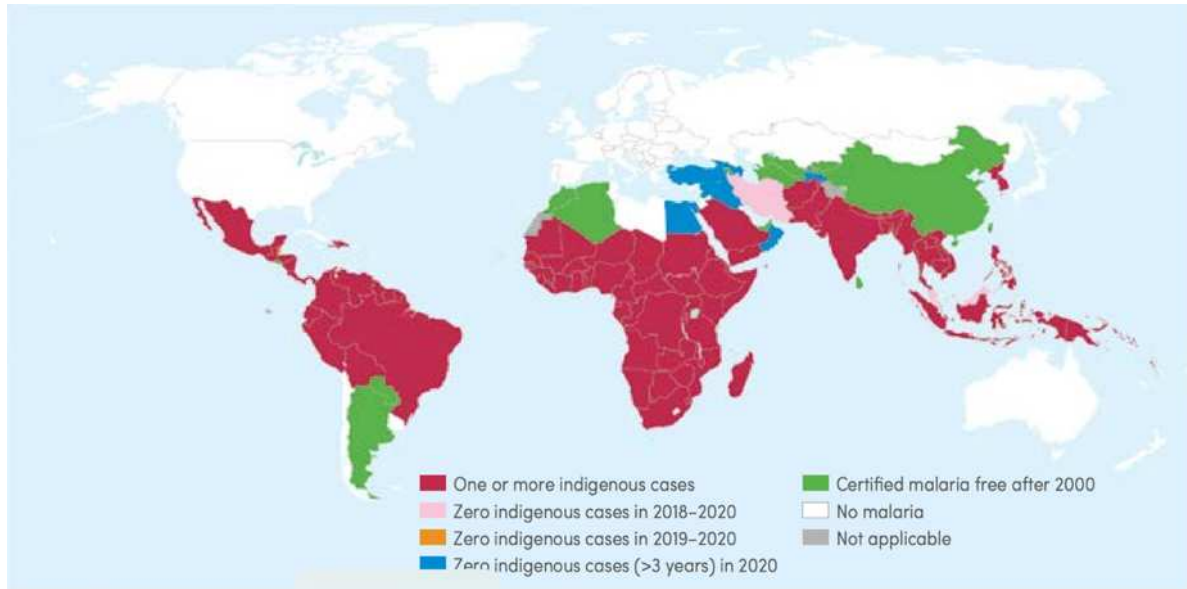 One or more indigenous cases
Zero indigenous cases in 2018–2020
Zero indigenous cases in 2019–2020
Zero indigenous cases (>3 years) in 2020
Certified malaria free after 2000
No malaria
Not applicable